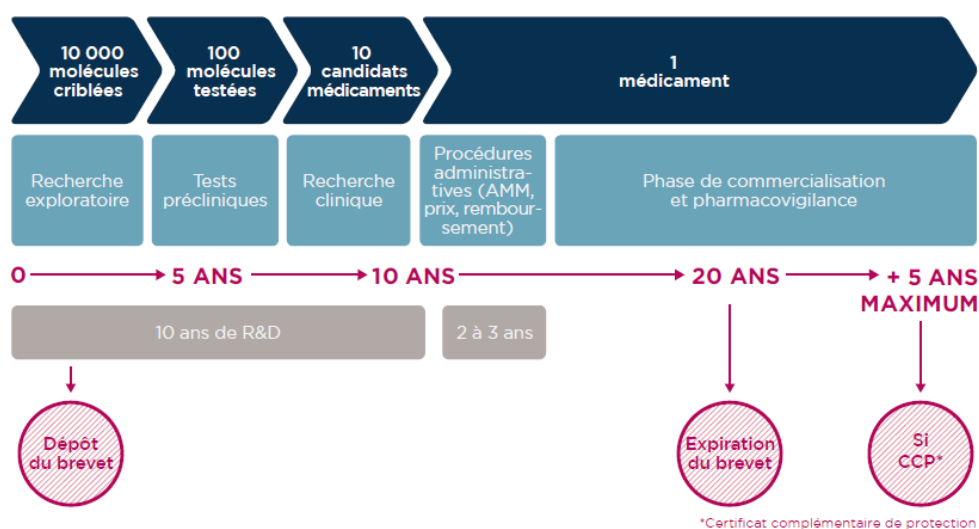 10 000
molécules
criblées
100
molécules
testées
10
candidats
médicaments
1
médicament
Recherche
exploratoire
Tests
précliniques
Recherche
clinique
Procédures
administra-
tives (AMM,
prix, rembour-
sement)
Phase de commercialisation
et pharmacovigilance
0
5 ANS
10 ANS
20 ANS
+ 5 ANS
MAXIMUM
10 ans de R&D
2 à 3 ans
Dépôt
du brevet
Expiration
du brevet
Si
CCP*
*Certificat complémentaire de protection